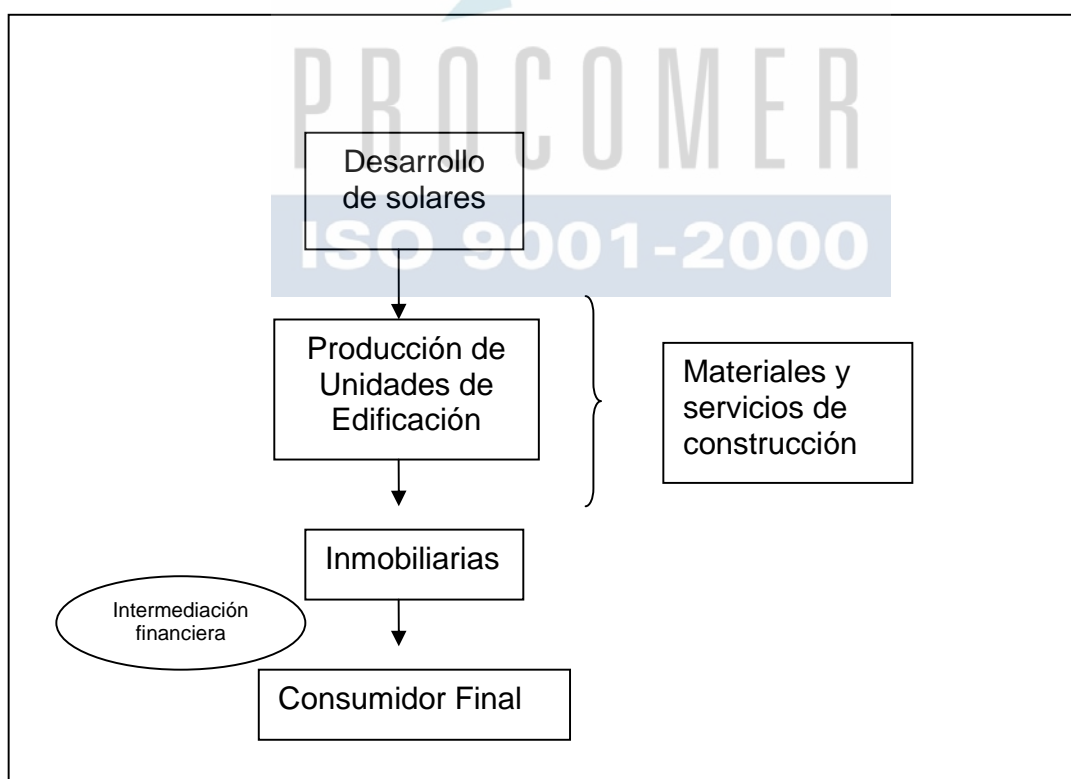 PROCOMER
Desarrollo
de solares
ISO 9001-2000
Producción de
Unidades de
Edificación
Materiales y
servicios de
construcción
Inmobiliarias
Intermediación
financiera
Consumidor Final